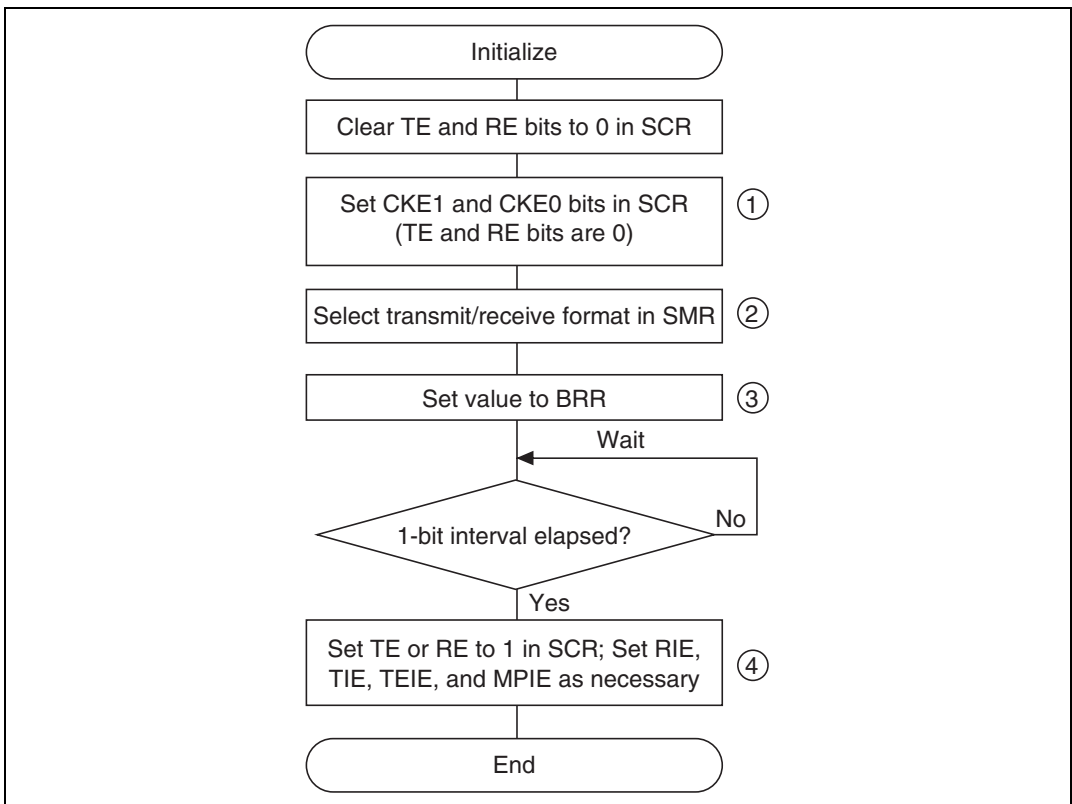 Initialize
Clear TE and RE bits to 0 in SCR
Set CKE1 and CKE0 bits in SCR
(TE and RE bits are 0)
1
Select transmit/receive format in SMR
2
Set value to BRR
3
Wait
1-bit interval elapsed?
No
Yes
Set TE or RE to 1 in SCR; Set RIE,
TIE, TEIE, and MPIE as necessary
4
End